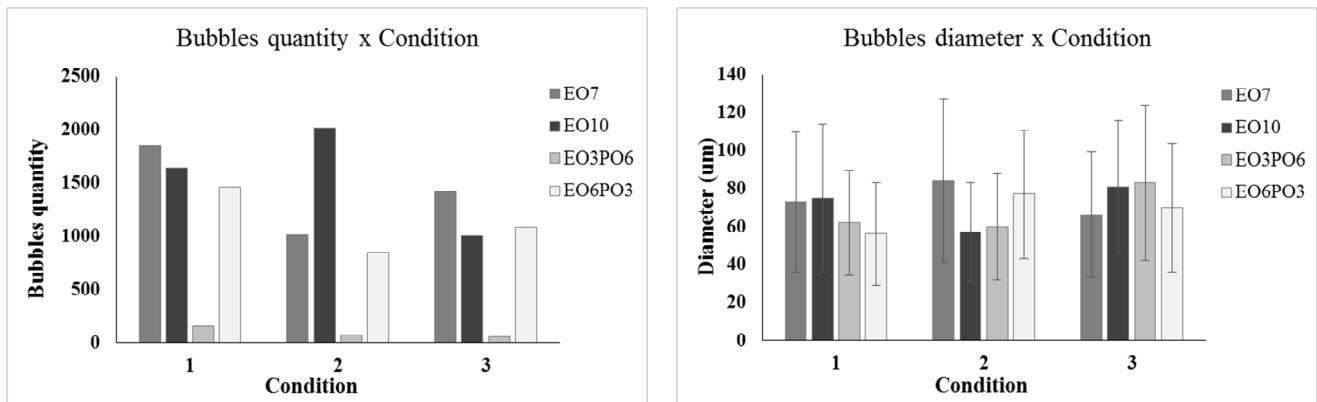 Bubbles quantity x Condition
2500
2000
1500
1000
500
0
Bubbles quantity
1 2 3
Condition
EO7
EO10
EO3PO6
EO6PO3
Bubbles diameter x Condition
140
120
100
80
60
40
20
0
Diameter (um)
1 2 3
Condition
EO7
EO10
EO3PO6
EO6PO3